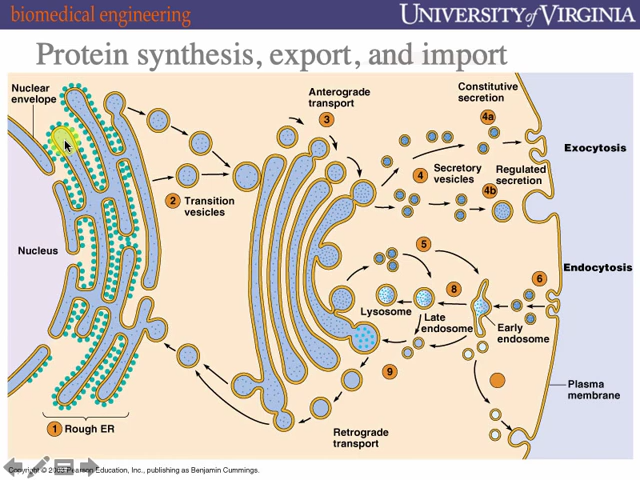 biomedical engineering
UNIVERSITY of VIRGINIA
Protein synthesis, export, and import
Nuclear
envelope
Anterograde
transport
3
Constitutive
secretion
4a
Exocytosis
4
Secretory
vesicles
Regulated
secretion
4b
2
Transition
vesicles
Nucleus
5
Endocytosis
6
8
Lysosome
Late
endosome
Early
endosome
9
Plasma
membrane
1 Rough ER
Retrograde
transport
Copyright © 2003 Pearson Education, Inc., publishing as Benjamin Cummings.